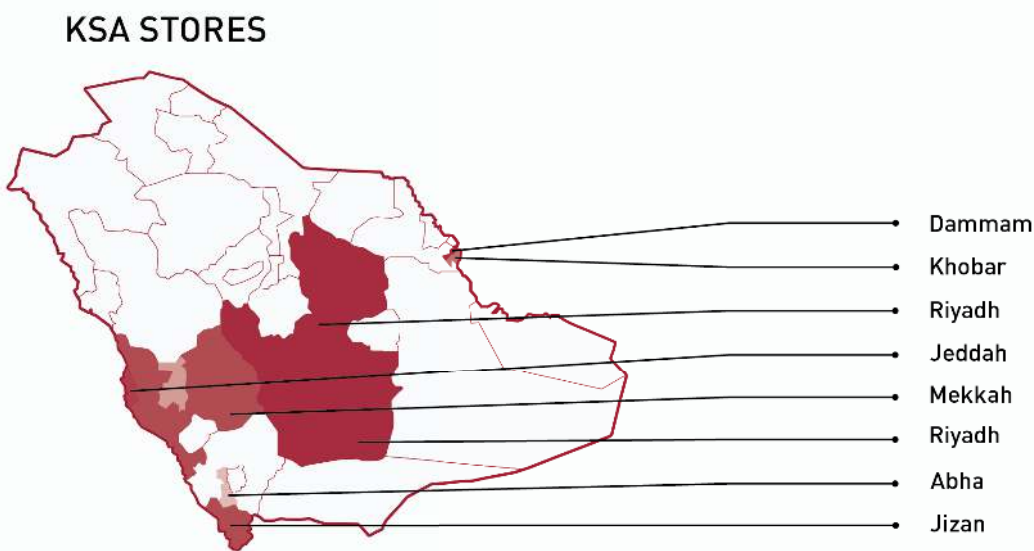 KSA STORES
Dammam
Khobar
Riyadh
Jeddah
Mekkah
Riyadh
Abha
Jizan